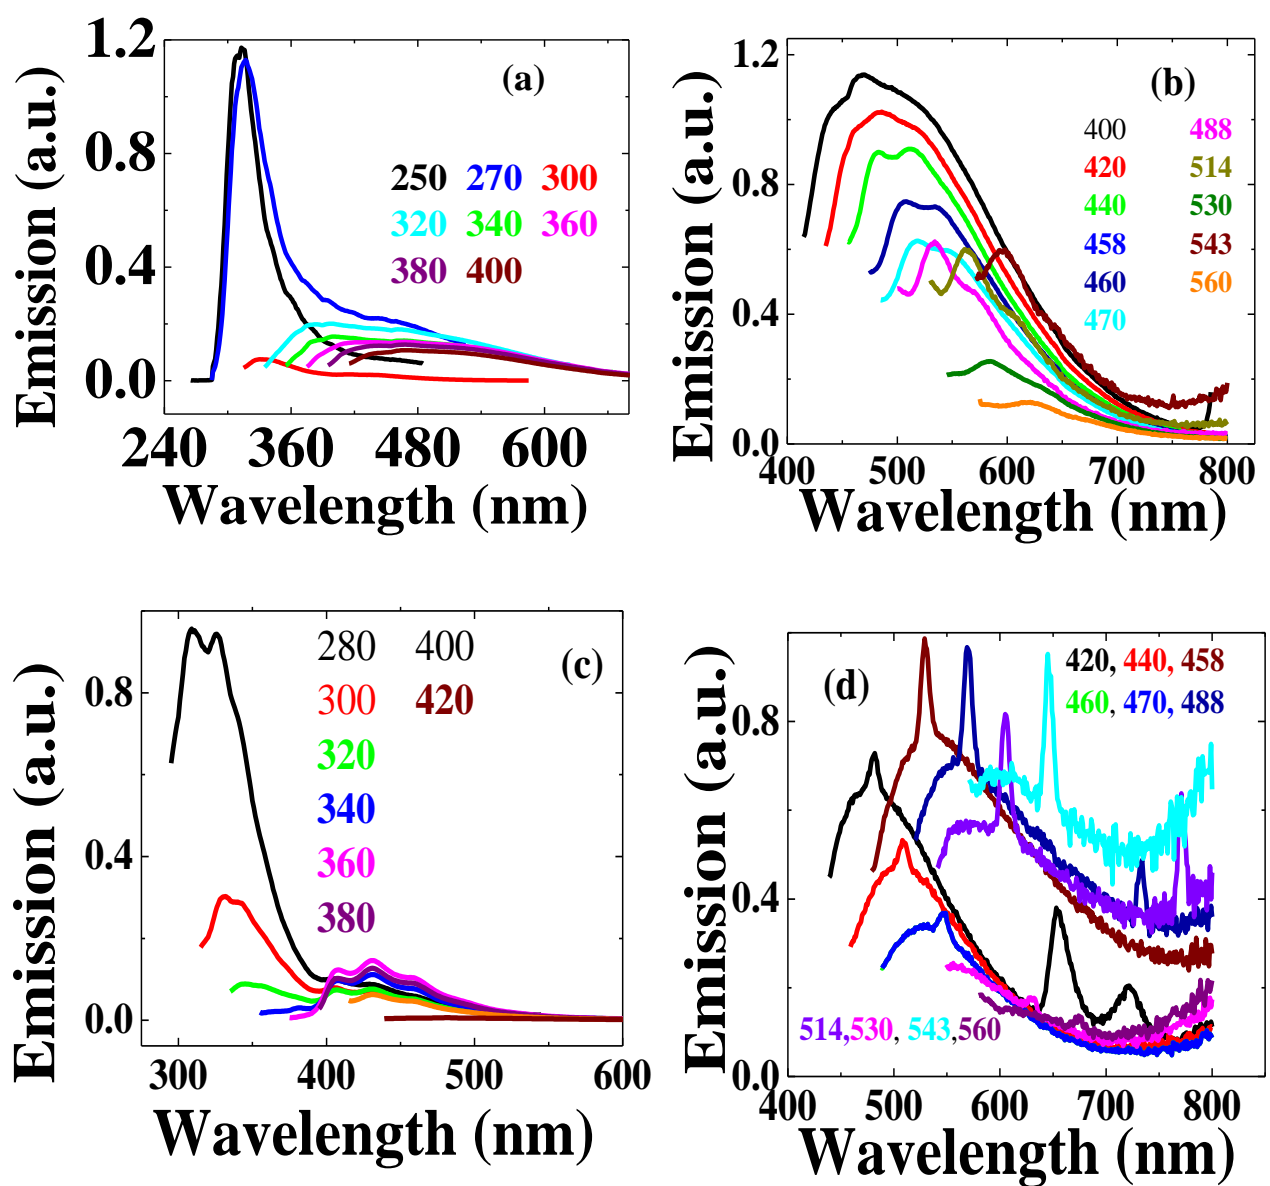 1.2
0.8
0.4
0.0
240 360 480 600
Emission (a.u.)
Wavelength (nm)
(a)
250 270 300
320 340 360
380 400
1.2
0.8
0.4
0.0
400 500 600 700 800
Emission (a.u.)
Wavelength (nm)
(b)
400 488
420 514
440 530
458 543
460 560
470
0.8
0.4
0.0
300 400 500 600
Emission (a.u.)
Wavelength (nm)
(c)
280 400
300 420
320
340
360
380
0.8
0.4
0.0
400 500 600 700 800
Emission (a.u.)
Wavelength (nm)
(d)
420, 440, 458
460, 470, 488
514,530, 543,560